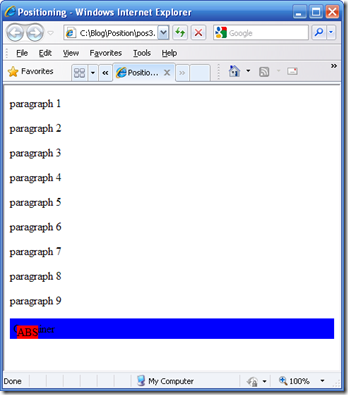 Positioning - Windows Internet Explorer
C:\Blog\Position\pos3.
Google
File Edit View Favorites Tools Help
Favorites
Positio...
paragraph 1
paragraph 2
paragraph 3
paragraph 4
paragraph 5
paragraph 6
paragraph 7
paragraph 8
paragraph 9
ABS
Done
My Computer
100%